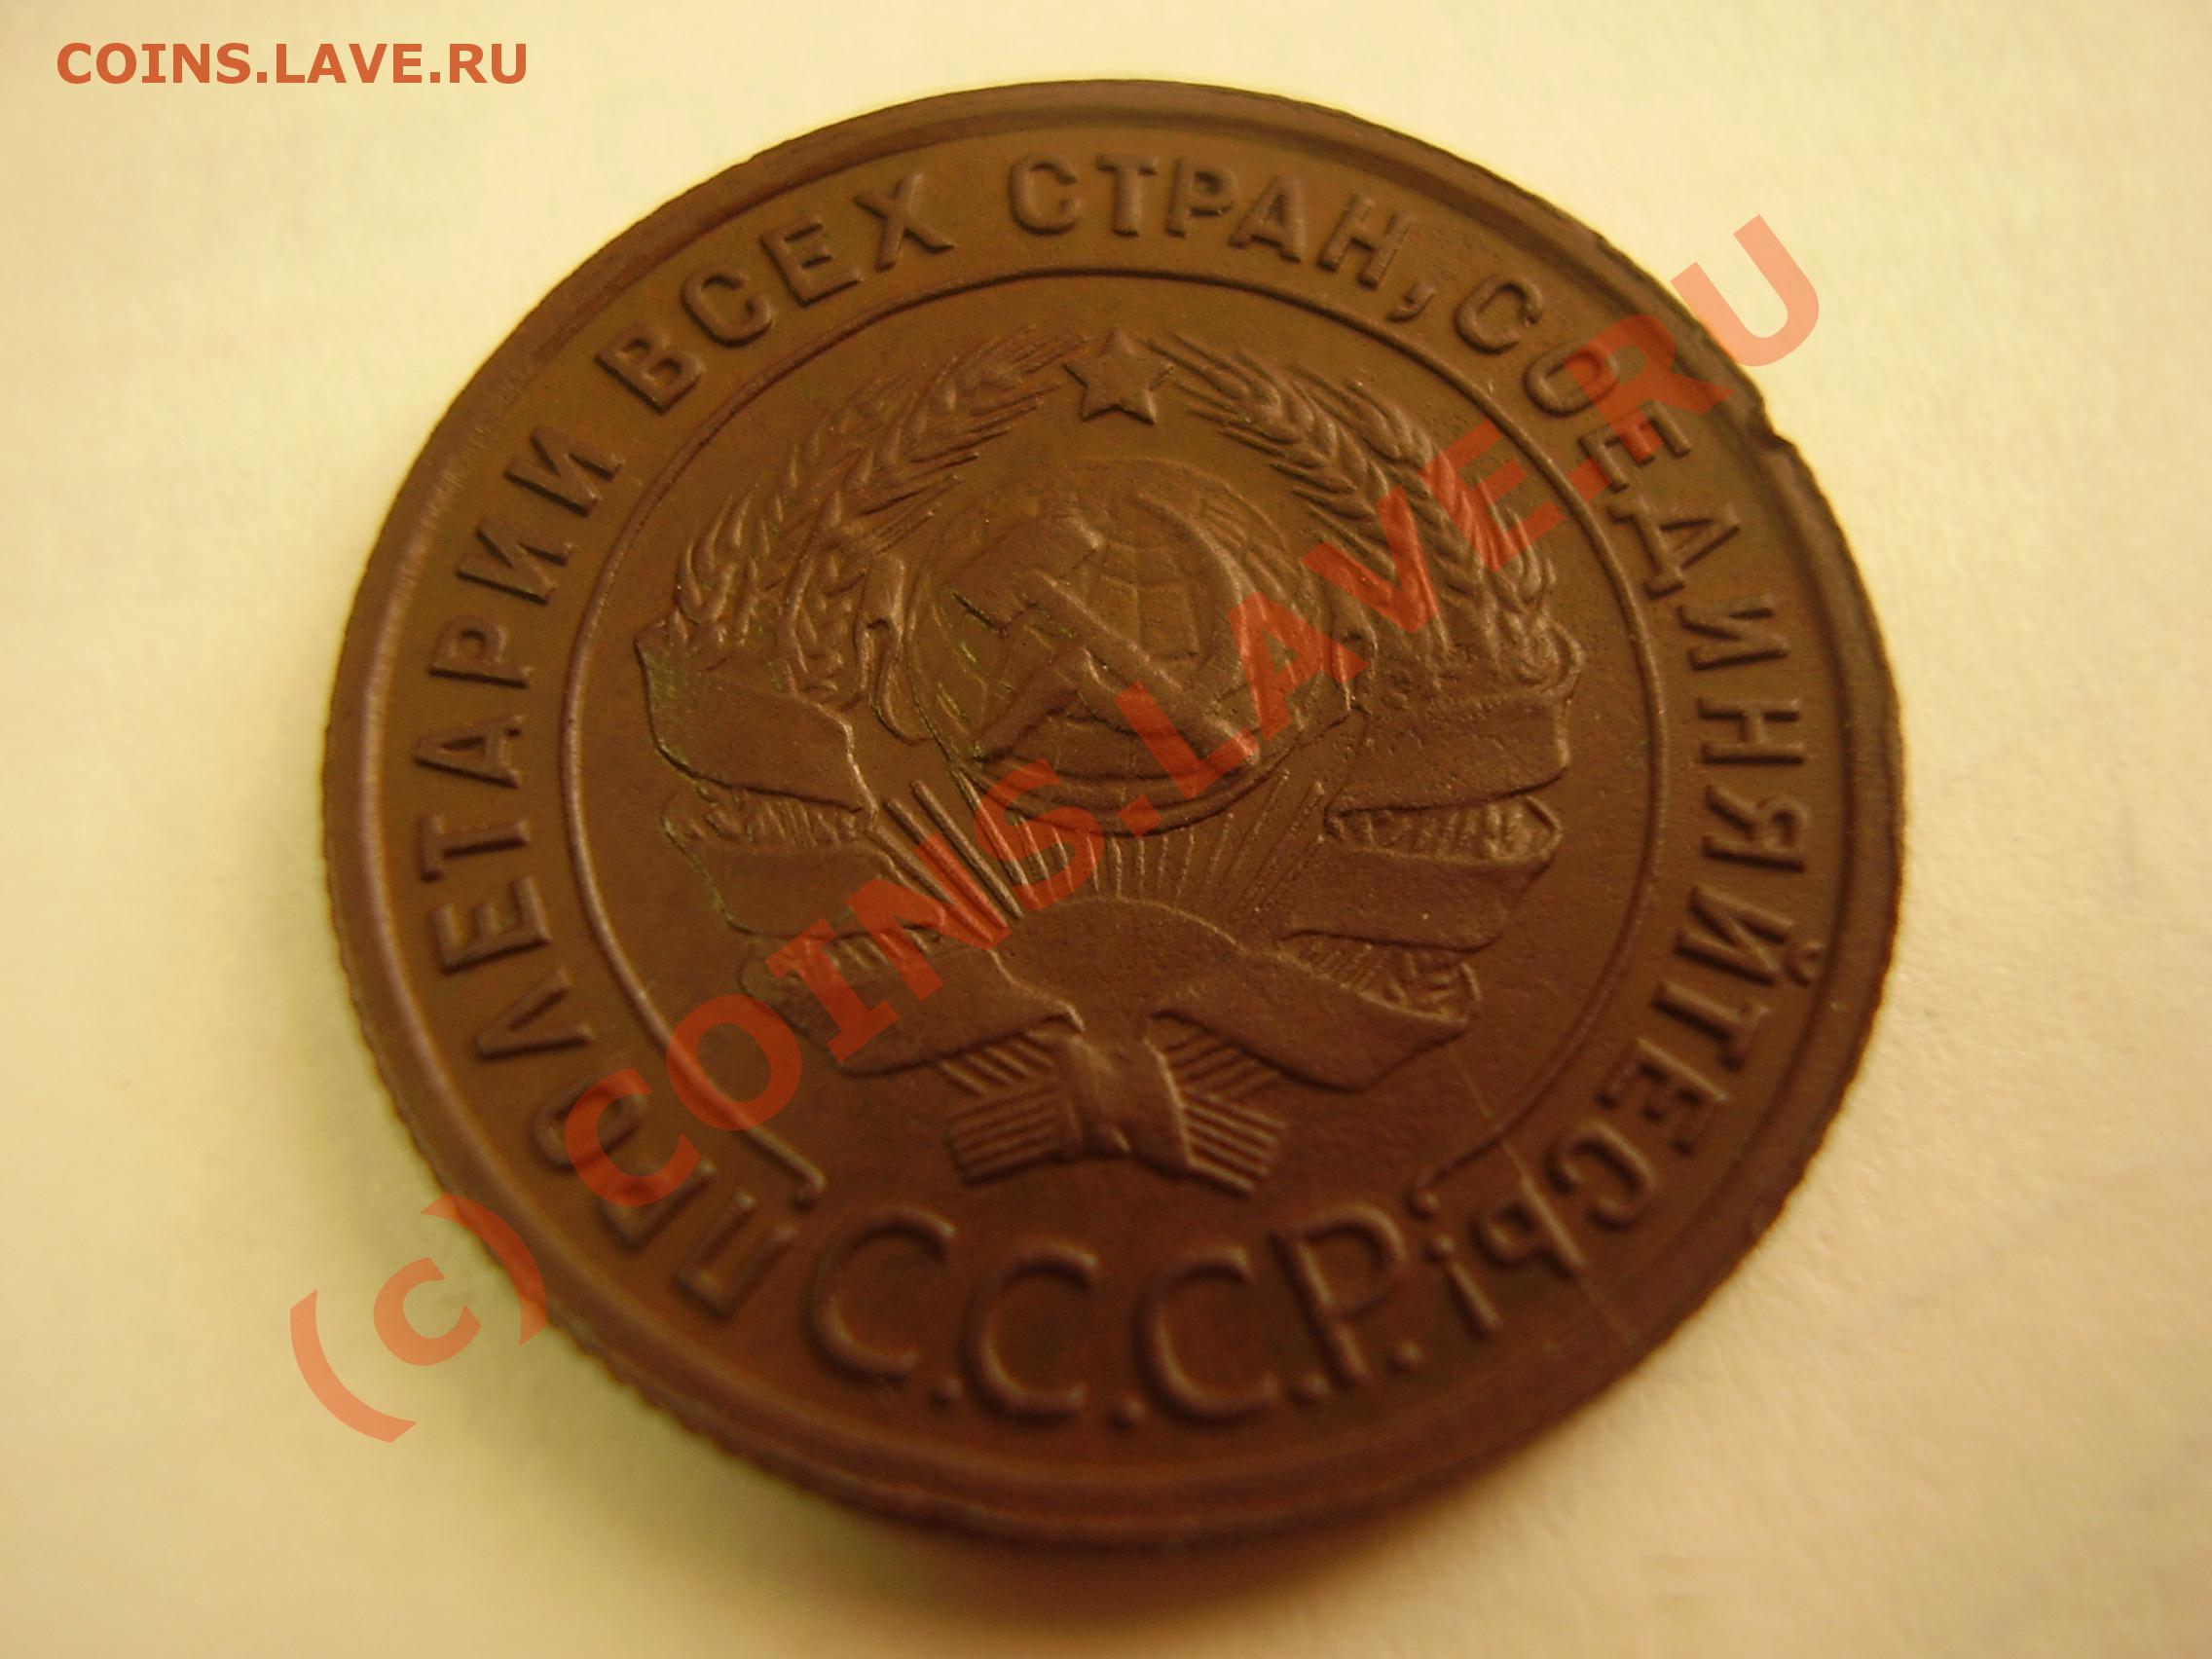 COINS.LAVE.RU
ПРОЛЕТАРИИ ВСЕХ СТРАН, СОЕДИНЯЙТЕСЬ!
С.С.С.Р.
(c) COINS.LAVE.RU